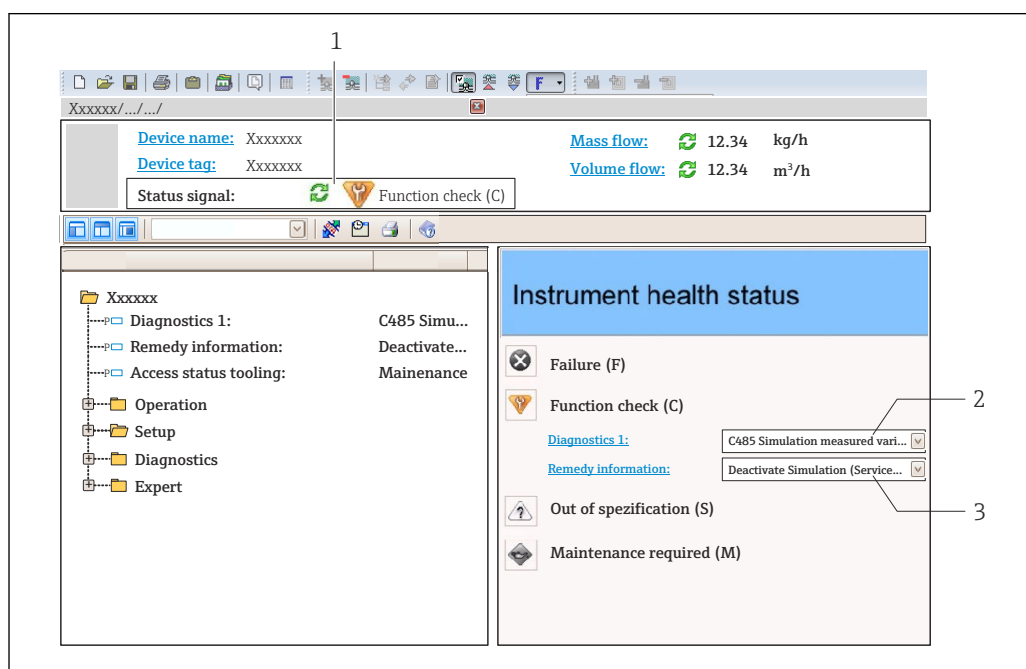 1
F
Xxxxxx/.../.../
Device name: Xxxxxxx
Mass flow: 12.34 kg/h
Device tag: Xxxxxxx
Volume flow: 12.34 m³/h
Status signal: Function check (C)
Xxxxxx
Diagnostics 1: C485 Simu...
Remedy information: Deactivate...
Access status tooling: Mainenance
Operation
Setup
Diagnostics
Expert
Instrument health status
Failure (F)
Function check (C)
2
Diagnostics 1: C485 Simulation measured vari...
Remedy information: Deactivate Simulation (Service...
Out of spezification (S)
3
Maintenance required (M)